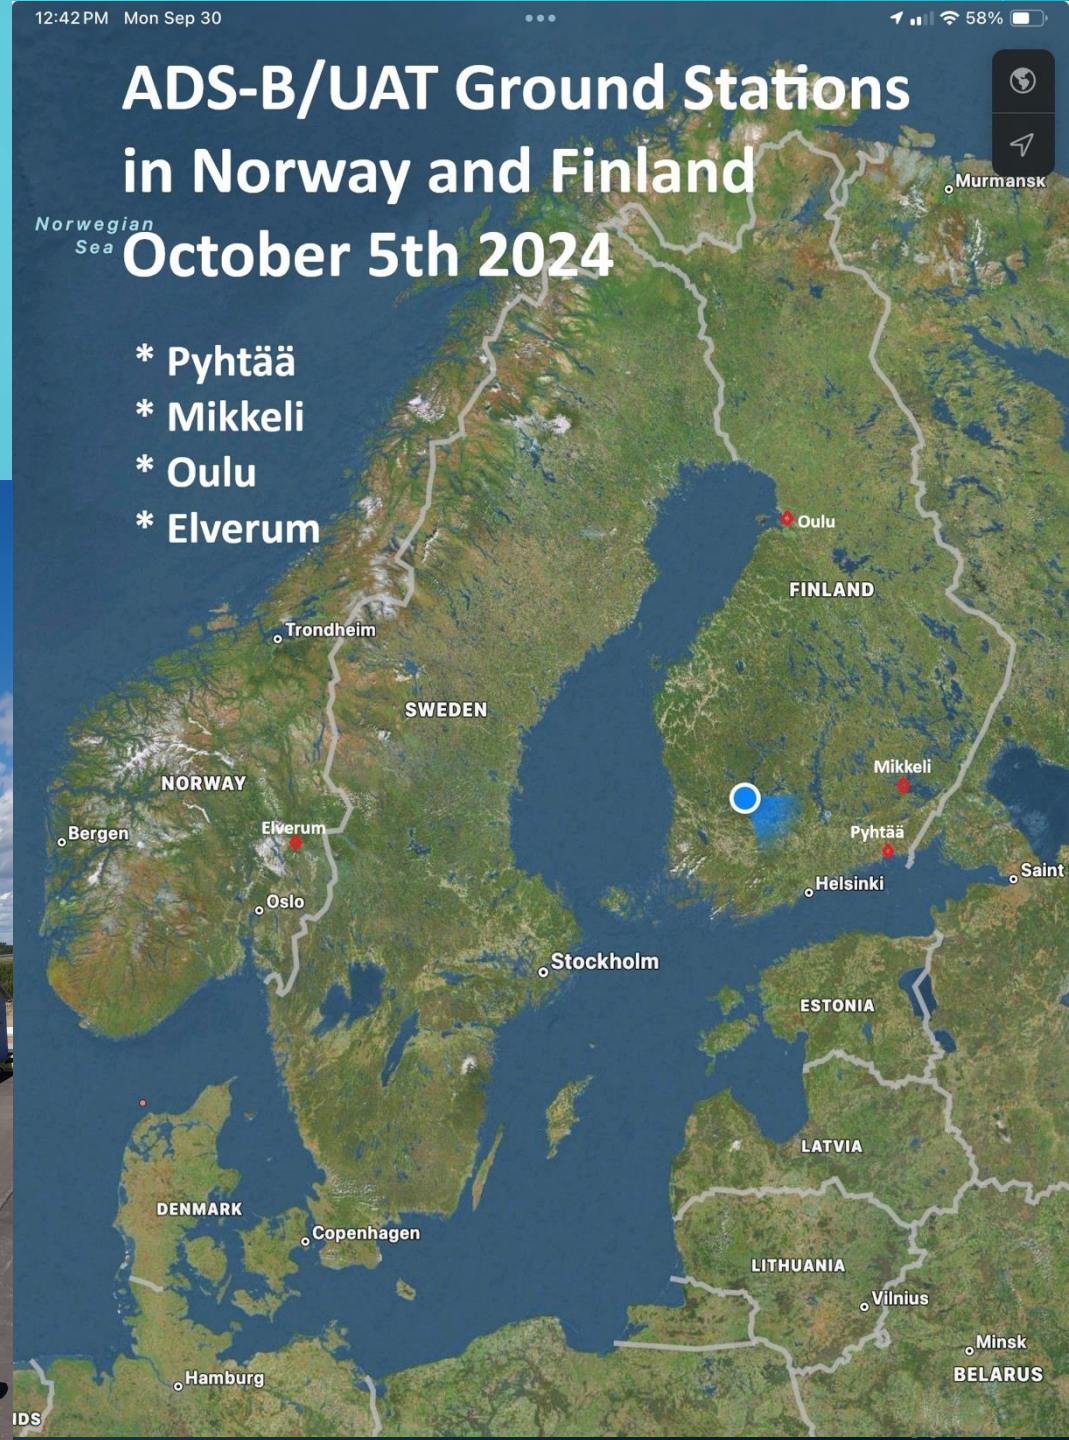 12:42 PM Mon Sep 30
58%
ADS-B/UAT Ground Stations
in Norway and Finland
October 5th 2024
* Pyhtää
* Mikkeli
* Oulu
* Elverum
Norwegian
Sea
Murmansk
Oulu
FINLAND
Trondheim
SWEDEN
Mikkeli
NORWAY
Elverum
Bergen
Pyhtää
Saint
Helsinki
Oslo
Stockholm
ESTONIA
LATVIA
DENMARK
Copenhagen
LITHUANIA
Vilnius
Minsk
BELARUS
Hamburg
NDS